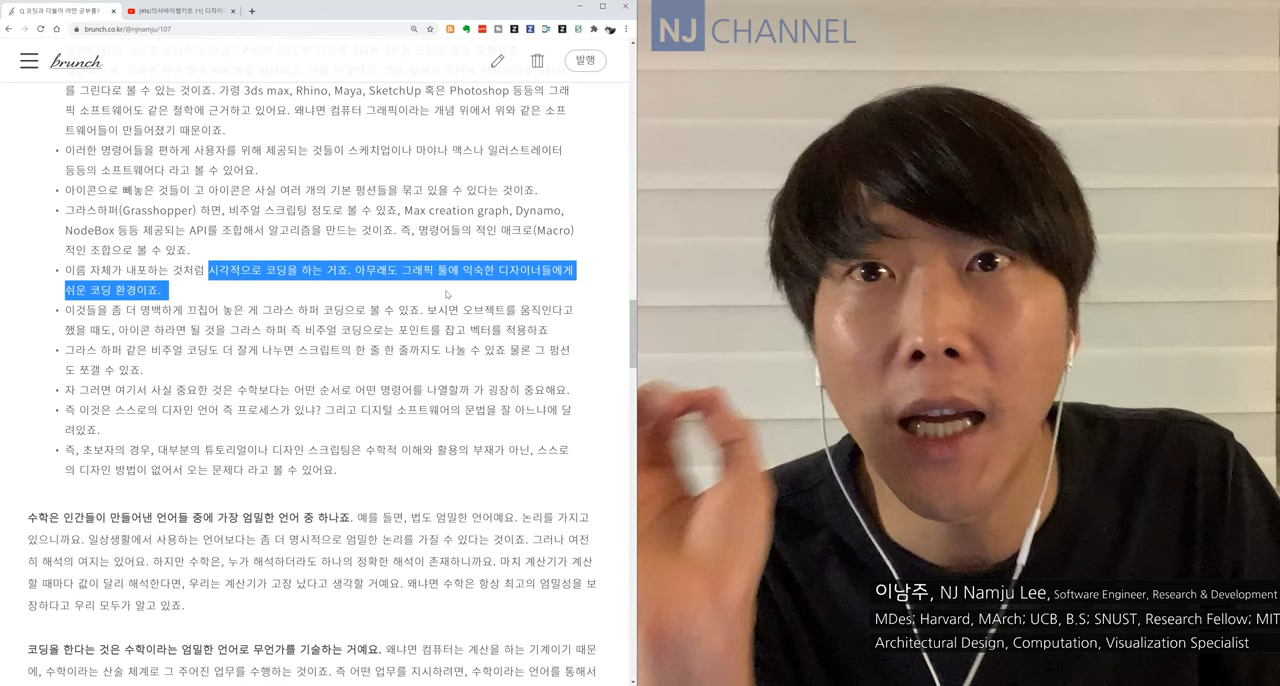 Q 코딩과 더불어 어떤 공부를?
[#NJ의서바이벌키트 11] 디자이
brunch.co.kr/@njnamju/107
brunch
발행
를 그린다로 볼 수 있는 것이죠. 가령 3ds max, Rhino, Maya, SketchUp 혹은 Photoshop 등등의 그래
픽 소프트웨어도 같은 철학에 근거하고 있어요. 왜냐면 컴퓨터 그래픽이라는 개념 위에서 위와 같은 소프
트웨어들이 만들어졌기 때문이죠.
• 이러한 명령어들을 편하게 사용자를 위해 제공되는 것들이 스케치업이나 마야나 맥스나 일러스트레이터
등등의 소프트웨어다 라고 볼 수 있어요.
• 아이콘으로 빼놓은 것들이 고 아이콘은 사실 여러 개의 기본 펑션들을 묶고 있을 수 있다는 것이죠.
• 그라스하퍼(Grasshopper) 하면, 비주얼 스크립팅 정도로 볼 수 있죠, Max creation graph, Dynamo,
NodeBox 등등 제공되는 API를 조합해서 알고리즘을 만드는 것이죠. 즉, 명령어들의 적인 매크로(Macro)
적인 조합으로 볼 수 있죠.
• 이름 자체가 내포하는 것처럼 시각적으로 코딩을 하는 거죠. 아무래도 그래픽 툴에 익숙한 디자이너들에게
쉬운 코딩 환경이죠.
• 이것들을 좀 더 명백하게 끄집어 놓은 게 그라스 하퍼 코딩으로 볼 수 있죠. 보시면 오브젝트를 움직인다고
했을 때도, 아이콘 하라면 될 것을 그라스 하퍼 즉 비주얼 코딩으로는 포인트를 잡고 벡터를 적용하죠
• 그라스 하퍼 같은 비주얼 코딩도 더 잘게 나누면 스크립트의 한 줄 한 줄까지도 나눌 수 있죠 물론 그 펑션
도 쪼갤 수 있죠.
• 자 그러면 여기서 사실 중요한 것은 수학보다는 어떤 순서로 어떤 명령어를 나열할까 가 굉장히 중요해요.
• 즉 이것은 스스로의 디자인 언어 즉 프로세스가 있냐? 그리고 디지털 소프트웨어의 문법을 잘 아느냐에 달
려있죠.
• 즉, 초보자의 경우, 대부분의 튜토리얼이나 디자인 스크립팅은 수학적 이해와 활용의 부재가 아닌, 스스로
의 디자인 방법이 없어서 오는 문제다 라고 볼 수 있어요.
수학은 인간들이 만들어낸 언어들 중에 가장 엄밀한 언어 중 하나죠. 예를 들면, 법도 엄밀한 언어예요. 논리를 가지고
있으니까요. 일상생활에서 사용하는 언어보다는 좀 더 명시적으로 엄밀한 논리를 가질 수 있다는 것이죠. 그러나 여전
히 해석의 여지는 있어요. 하지만 수학은, 누가 해석하더라도 하나의 정확한 해석이 존재하니까요. 마치 계산기가 계산
할 때마다 값이 달리 해석한다면, 우리는 계산기가 고장 났다고 생각할 거예요. 왜냐면 수학은 항상 최고의 엄밀성을 보
장하다고 우리 모두가 알고 있죠.
코딩을 한다는 것은 수학이라는 엄밀한 언어로 무언가를 기술하는 거예요. 왜냐면 컴퓨터는 계산을 하는 기계이기 때문
에, 수학이라는 산술 체계로 그 주어진 업무를 수행하는 것이죠. 즉 어떤 업무를 지시하려면, 수학이라는 언어를 통해서
NJ CHANNEL
이남주, NJ Namju Lee, Software Engineer, Research & Development
MDes; Harvard, MArch; UCB, B.S; SNUST, Research Fellow; MIT
Architectural Design, Computation, Visualization Specialist